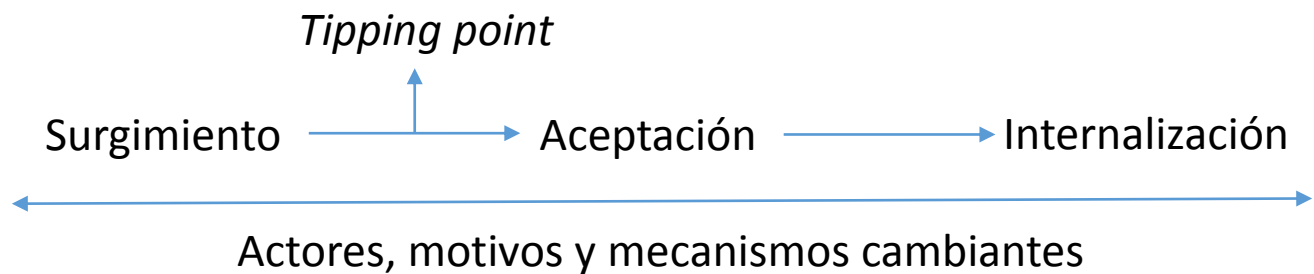 Tipping point
Surgimiento Aceptación Internalización
Actores, motivos y mecanismos cambiantes